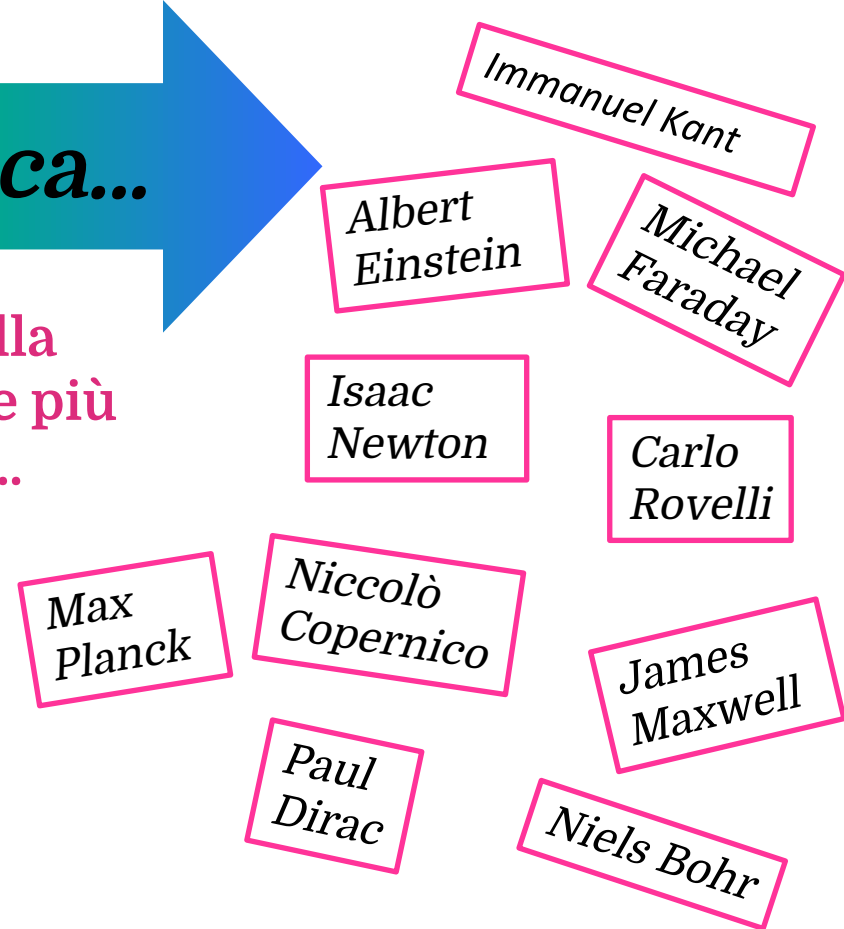 ca...
lla
e più
..
Immanuel Kant
Albert
Einstein
Michael
Faraday
Isaac
Newton
Carlo
Rovelli
Max
Planck
Niccolò
Copernico
James
Maxwell
Paul
Dirac
Niels Bohr